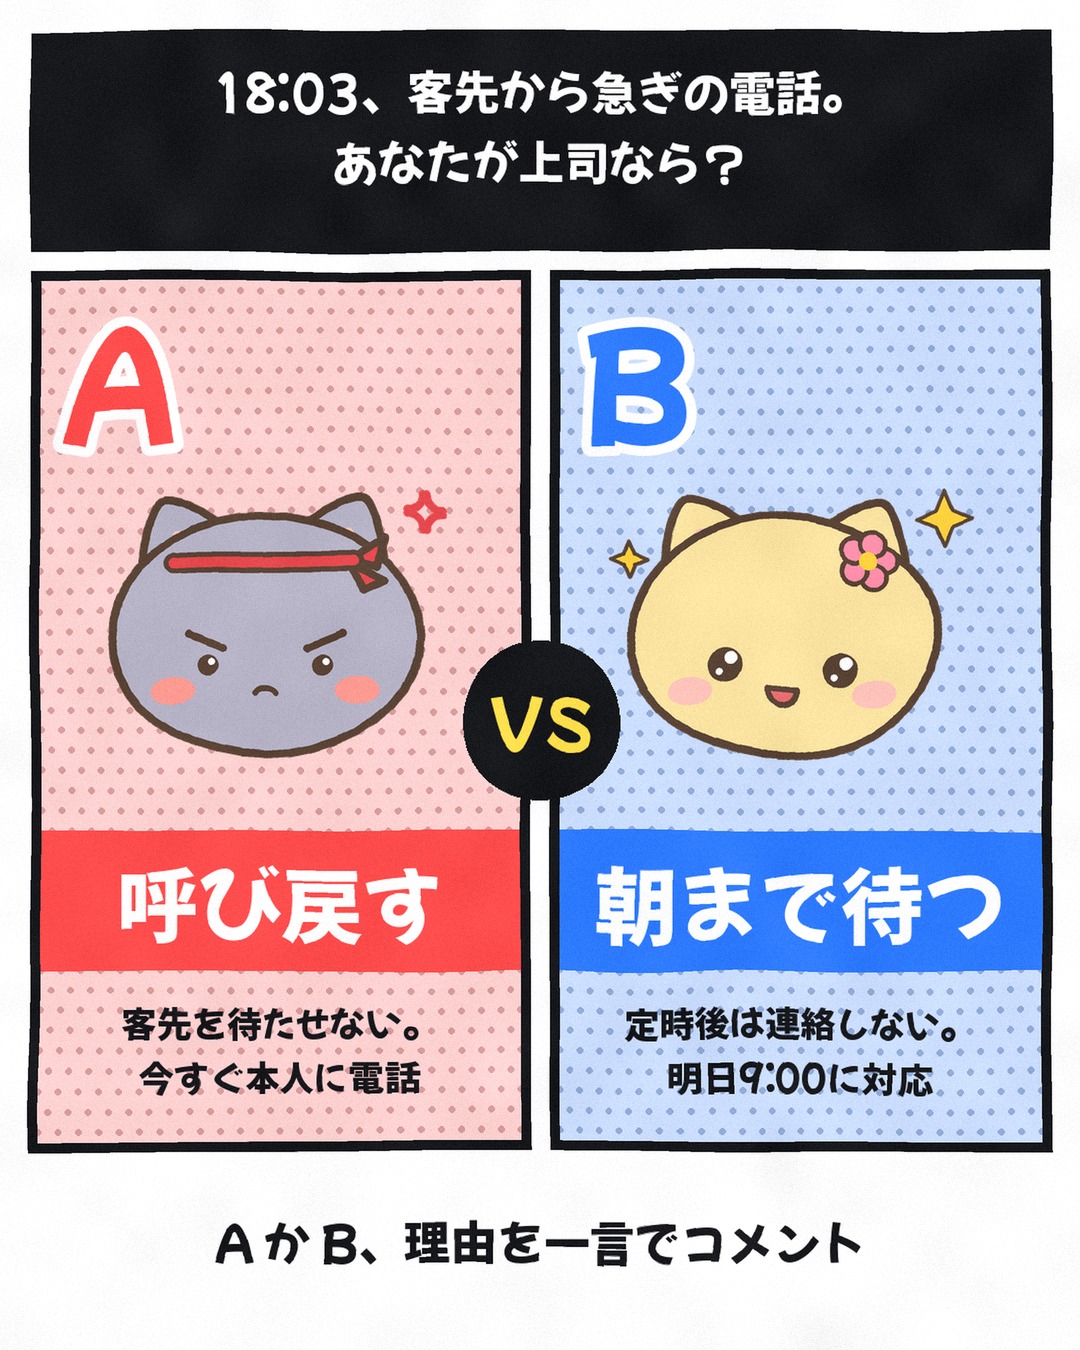 18:03、客先から急ぎの電話。
あなたが上司なら？
A
B
VS
呼び戻す
朝まで待つ
客先を待たせない。
今すぐ本人に電話
定時後は連絡しない。
明日9:00に対応
AかB、理由を一言でコメント